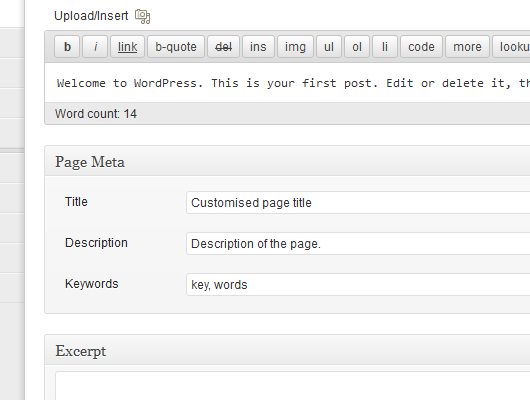 Upload/Insert
b i link b-quote del ins img ul ol li code more
Welcome to WordPress. This is your first post. Edit or delete it,
Word count: 14
Page Meta
Title Customised page title
Description Description of the page.
Keywords key, words
Excerpt